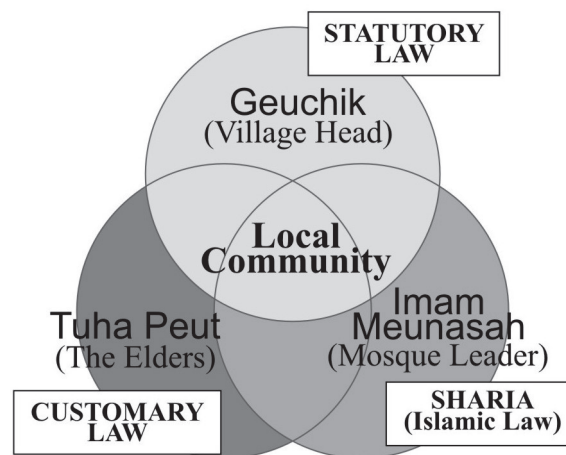 STATUTORY
LAW
Geuchik
(Village Head)
Local
Community
Tuha Peut
(The Elders)
Imam
Meunasah
(Mosque Leader)
CUSTOMARY
LAW
SHARIA
(Islamic Law)